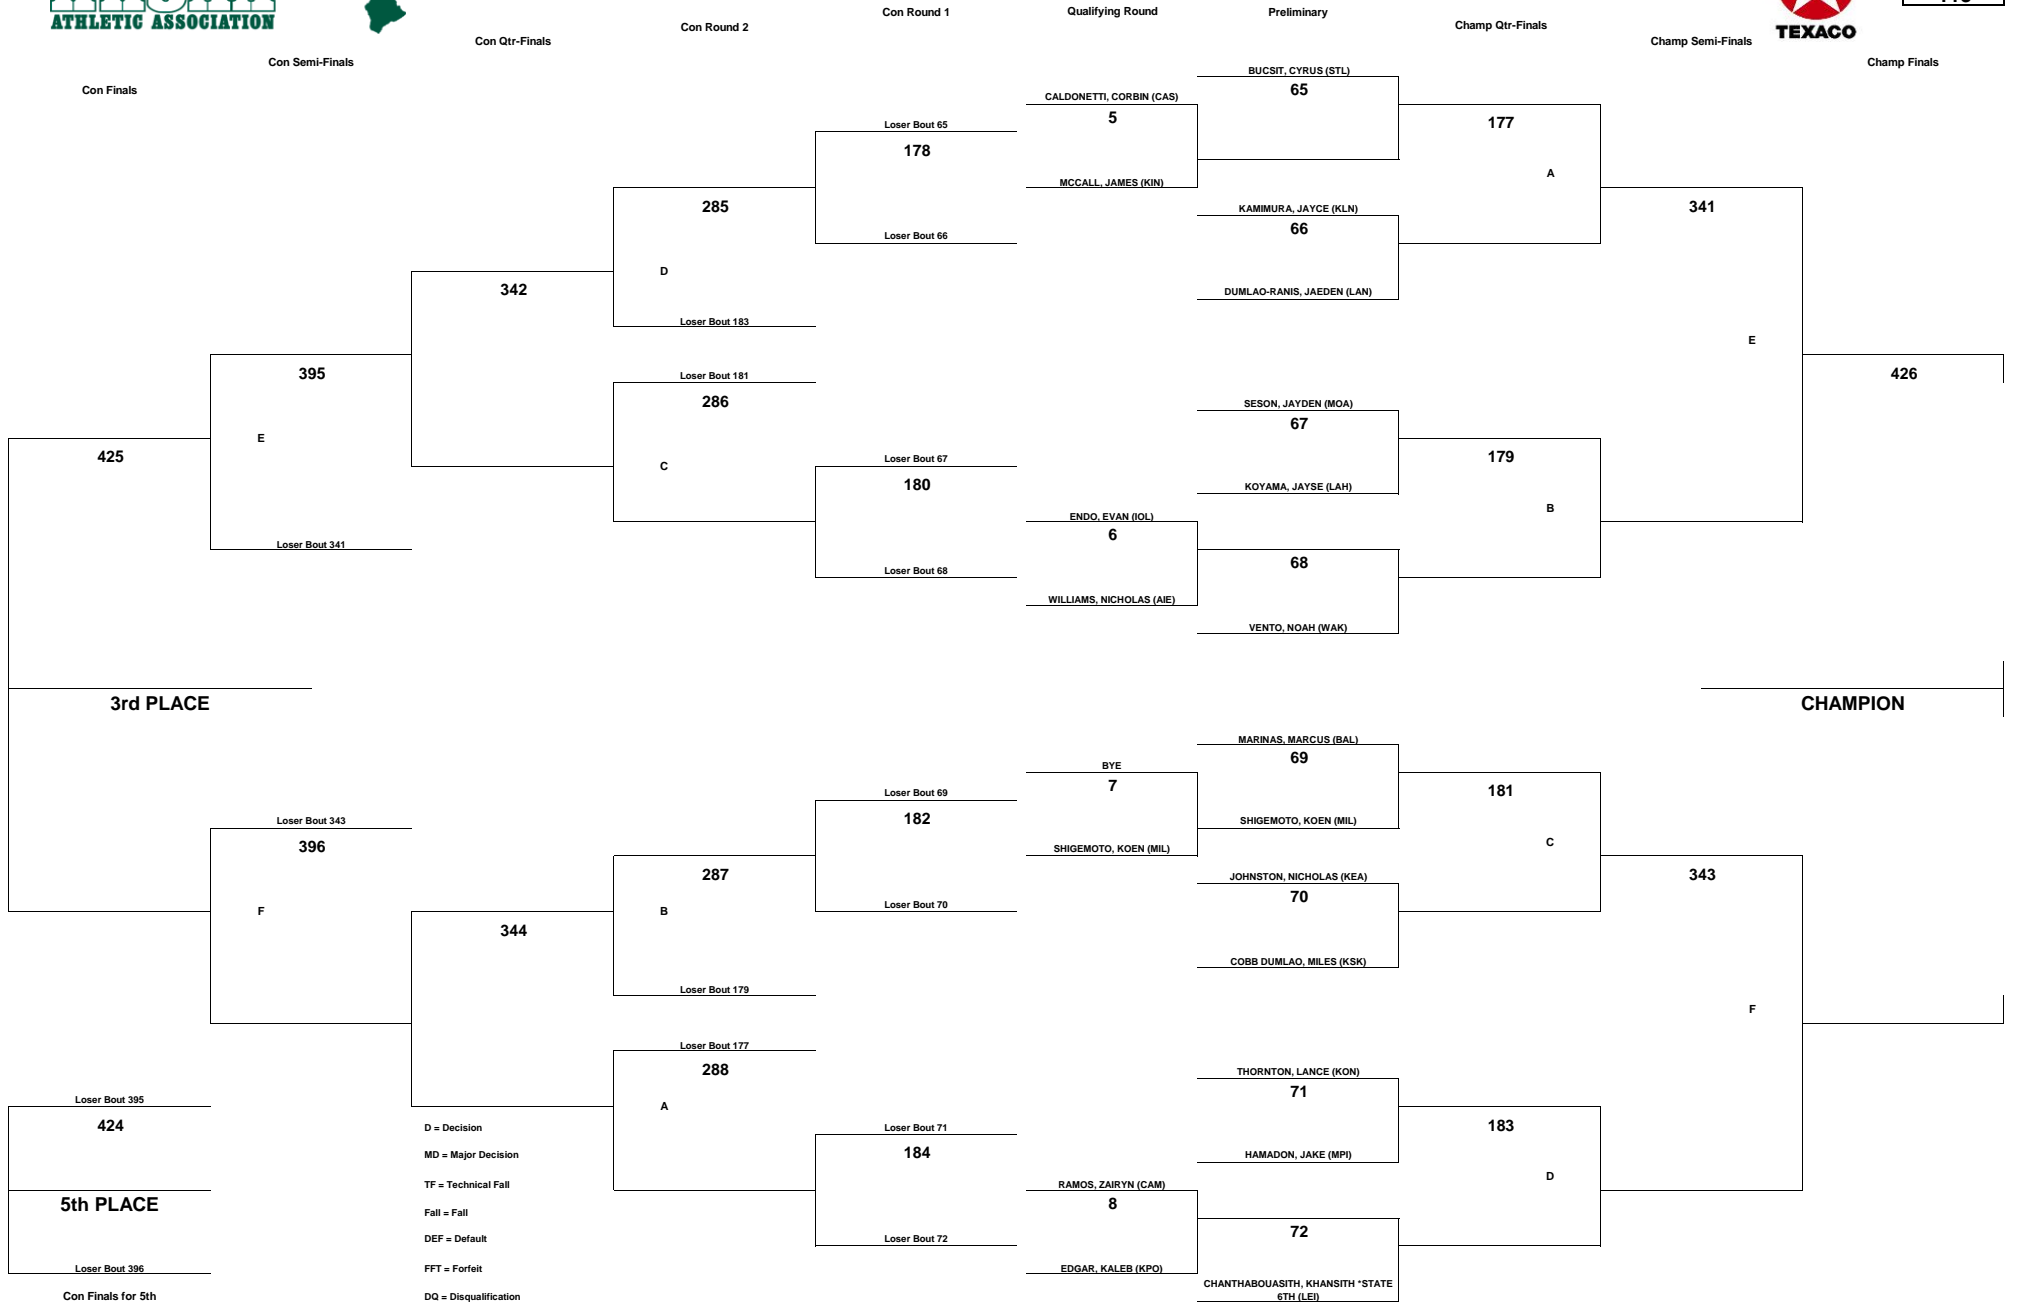 ATHLETIC ASSOCIATION
TEXACO
Con Finals
Con Semi-Finals
Con Qtr-Finals
Con Round 2
Con Round 1
Qualifying Round
Preliminary
Champ Qtr-Finals
Champ Semi-Finals
Champ Finals
BUCSIT, CYRUS (STL)
65
CALDONETTI, CORBIN (CAS)
5
MCCALL, JAMES (KIN)
Loser Bout 65
178
Loser Bout 66
177
A
KAMIMURA, JAYCE (KLN)
66
DUMLAO-RANIS, JAEDEN (LAN)
285
D
Loser Bout 183
341
E
342
395
E
Loser Bout 341
425
Loser Bout 181
286
C
426
SESON, JAYDEN (MOA)
67
KOYAMA, JAYSE (LAH)
Loser Bout 67
180
Loser Bout 68
179
B
ENDO, EVAN (IOL)
6
WILLIAMS, NICHOLAS (AIE)
68
VENTO, NOAH (WAK)
3rd PLACE
CHAMPION
MARINAS, MARCUS (BAL)
69
SHIGEMOTO, KOEN (MIL)
BYE
7
SHIGEMOTO, KOEN (MIL)
Loser Bout 69
182
Loser Bout 70
181
C
Loser Bout 343
396
F
JOHNSTON, NICHOLAS (KEA)
70
COBB DUMLAO, MILES (KSK)
287
B
Loser Bout 179
343
F
344
Loser Bout 177
288
A
THORNTON, LANCE (KON)
71
HAMADON, JAKE (MPI)
Loser Bout 71
184
Loser Bout 72
183
D
RAMOS, ZAIRYN (CAM)
8
EDGAR, KALEB (KPO)
72
CHANTHABOUASITH, KHANSITH *STATE
6TH (LEI)
Loser Bout 395
424
5th PLACE
Loser Bout 396
Con Finals for 5th
D = Decision
MD = Major Decision
TF = Technical Fall
Fall = Fall
DEF = Default
FFT = Forfeit
DQ = Disqualification